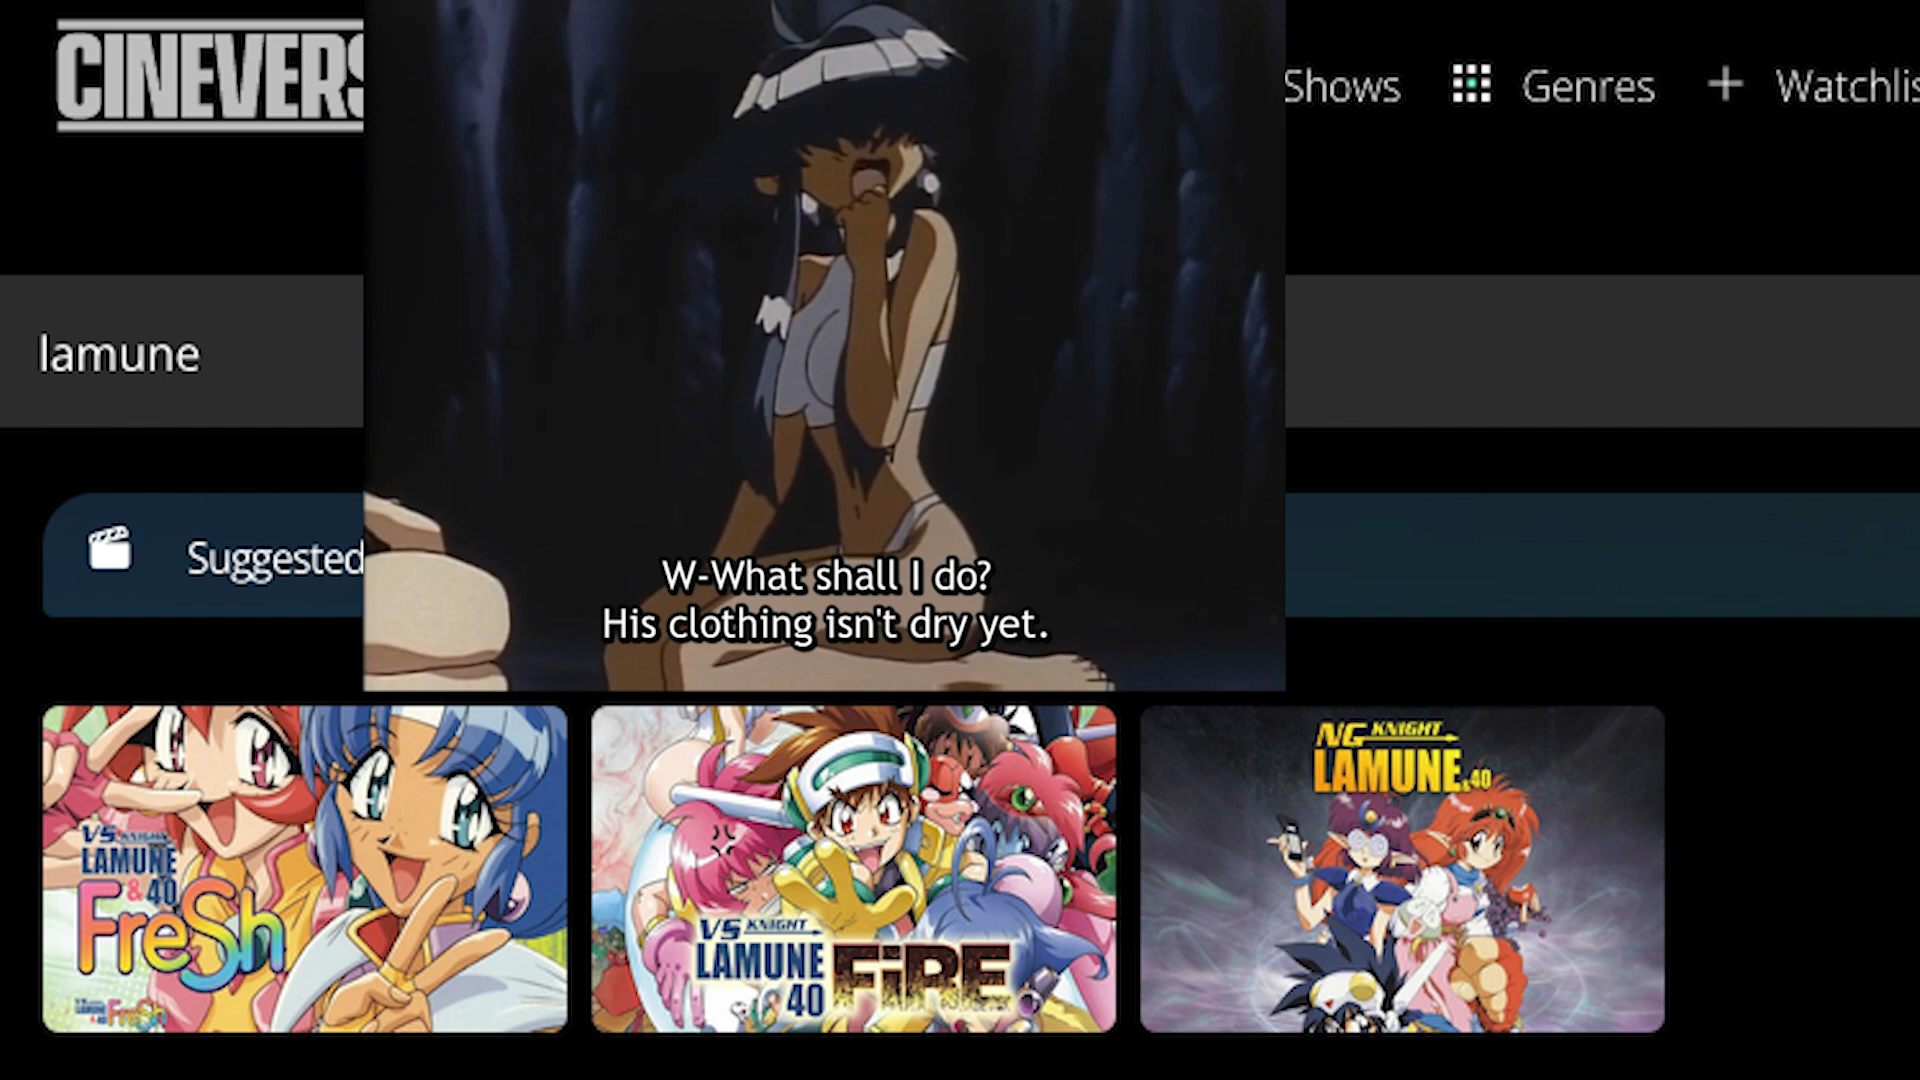 CINEVERS
Shows
Genres
+ Watchlis
lamune
Suggested
W-What shall I do?
His clothing isn't dry yet.
VS KNIGHT
LAMUNE
& 40
FreSh
VS KNIGHT
LAMUNE
40 FiRE
NG KNIGHT
LAMUNE & 40